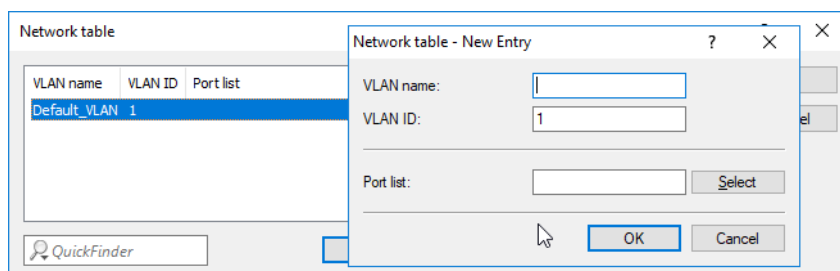 Network table
VLAN name VLAN ID Port list
Default_VLAN 1
QuickFinder
Network table - New Entry ?
VLAN name:
VLAN ID: 1
Port list: Select
OK Cancel
el